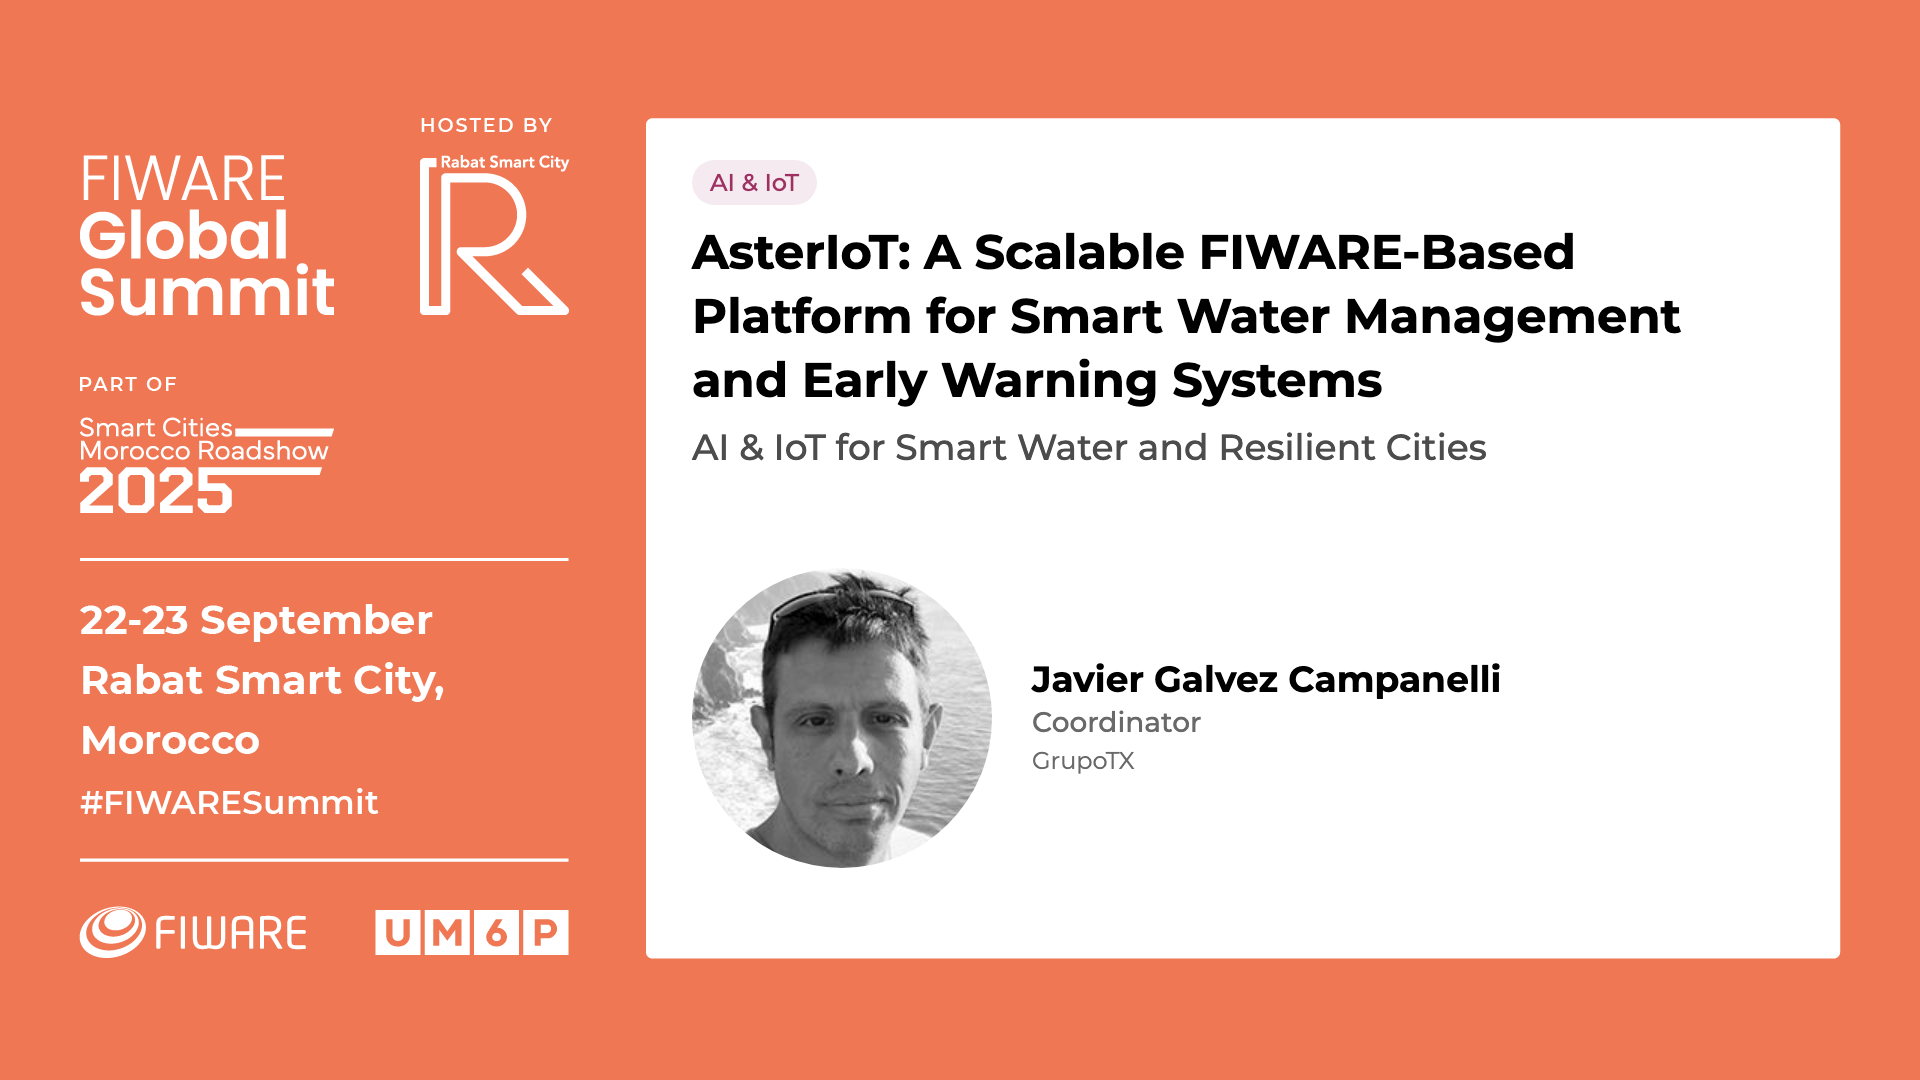 FIWARE
Global
Summit
HOSTED BY
Rabat Smart City
R
PART OF
Smart Cities
Morocco Roadshow
2025
22-23 September
Rabat Smart City,
Morocco
#FIWARESummit
FIWARE
UM6P
AI & IoT
AsterIoT: A Scalable FIWARE-Based
Platform for Smart Water Management
and Early Warning Systems
AI & IoT for Smart Water and Resilient Cities
Javier Galvez Campanelli
Coordinator
GrupoTX